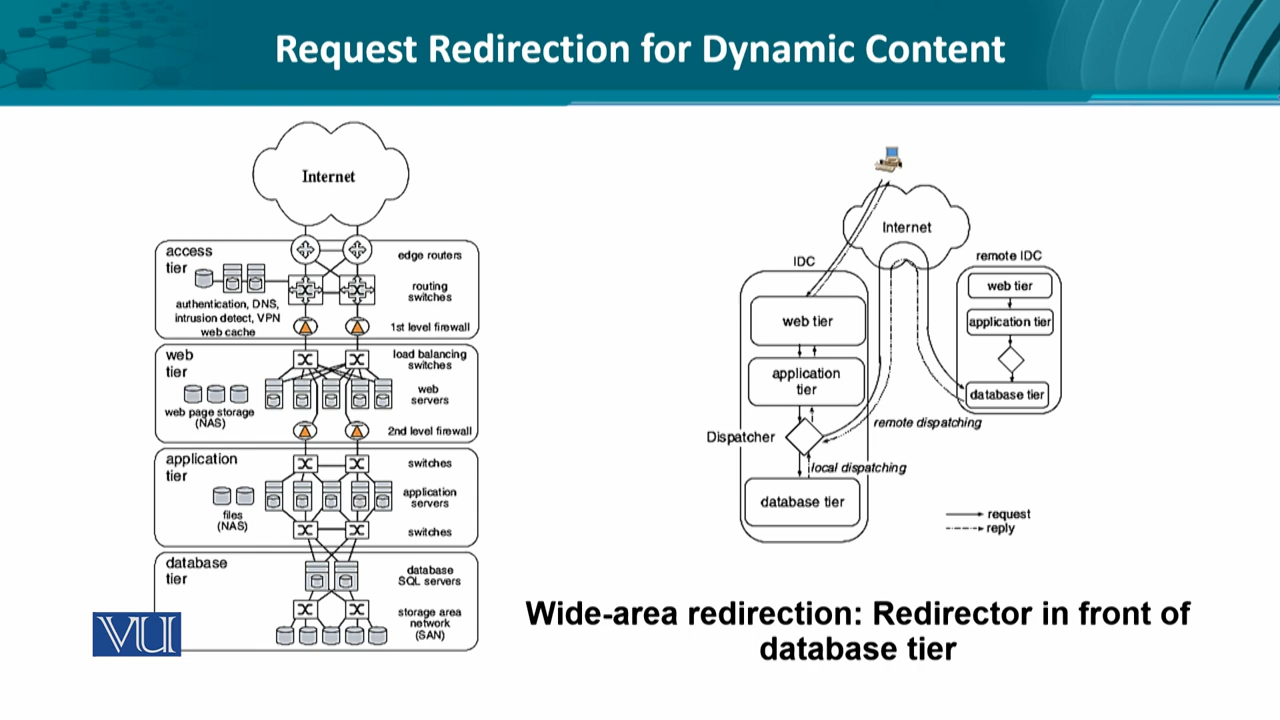 Request Redirection for Dynamic Content
Internet
access
tier
edge routers
routing
switches
authentication, DNS,
intrusion detect, VPN
web cache
1st level firewall
web
tier
load balancing
switches
web
servers
web page storage
(NAS)
2nd level firewall
application
tier
switches
application
servers
files
(NAS)
switches
database
tier
database
SQL servers
storage area
network
(SAN)
VU
Internet
IDC
remote IDC
web tier
web tier
application tier
application
tier
database tier
remote dispatching
Dispatcher
local dispatching
database tier
request
reply
Wide-area redirection: Redirector in front of
database tier